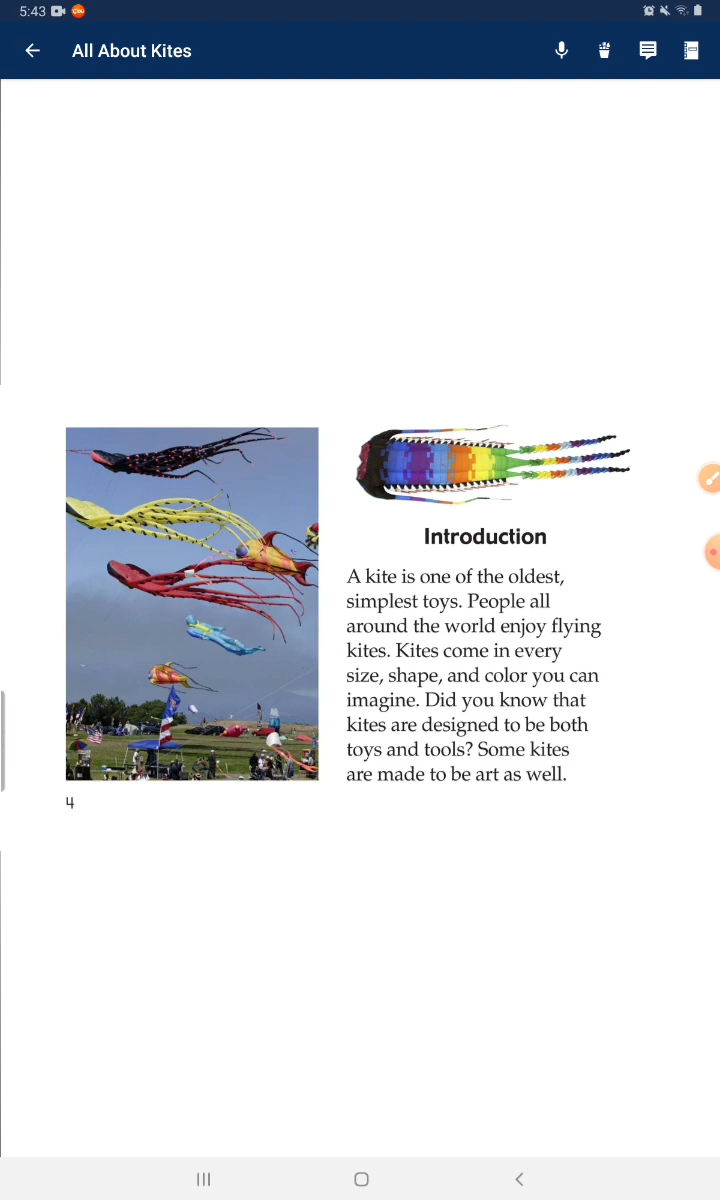 5:43
All About Kites
Introduction
A kite is one of the oldest,
simplest toys. People all
around the world enjoy flying
kites. Kites come in every
size, shape, and color you can
imagine. Did you know that
kites are designed to be both
toys and tools? Some kites
are made to be art as well.
4